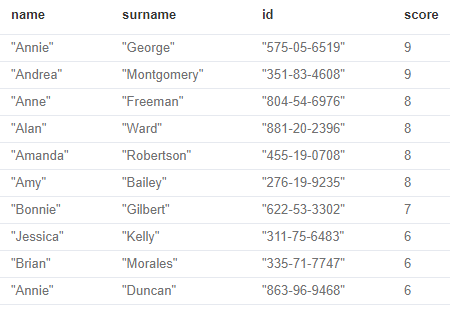 name surname id score
"Annie" "George" "575-05-6519" 9
"Andrea" "Montgomery" "351-83-4608" 9
"Anne" "Freeman" "804-54-6976" 8
"Alan" "Ward" "881-20-2396" 8
"Amanda" "Robertson" "455-19-0708" 8
"Amy" "Bailey" "276-19-9235" 8
"Bonnie" "Gilbert" "622-53-3302" 7
"Jessica" "Kelly" "311-75-6483" 6
"Brian" "Morales" "335-71-7747" 6
"Annie" "Duncan" "863-96-9468" 6